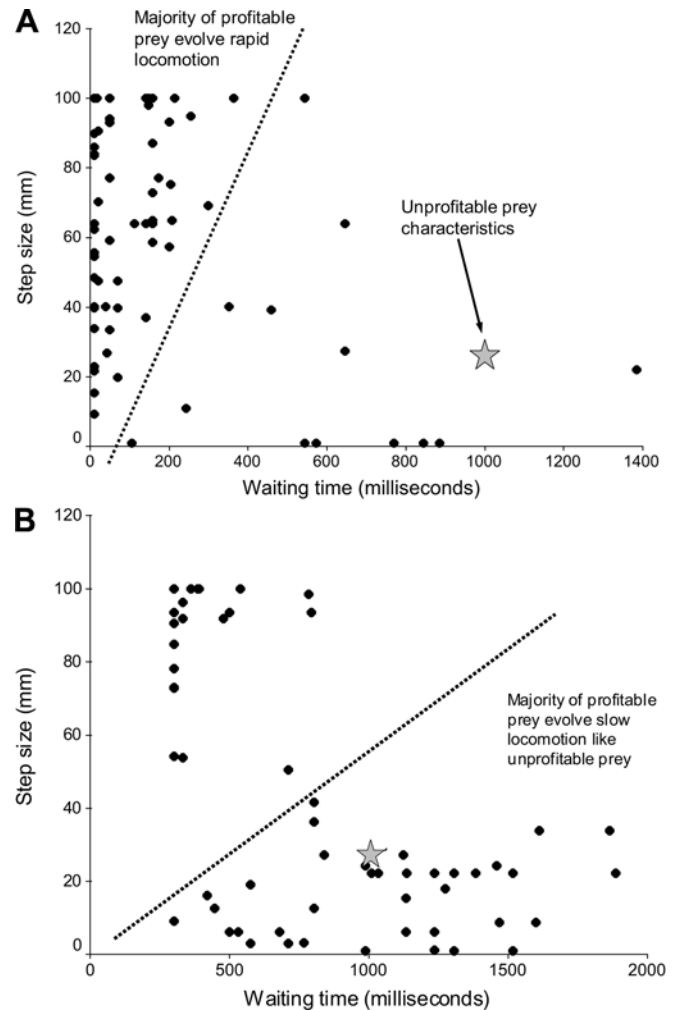 A
Majority of profitable
prey evolve rapid
locomotion
120
100
80
60
40
20
0
Step size (mm)
Unprofitable prey
characteristics
0 200 400 600 800 1000 1200 1400
Waiting time (milliseconds)
B
120
100
80
60
40
20
0
Step size (mm)
Majority of profitable
prey evolve slow
locomotion like
unprofitable prey
0 500 1000 1500 2000
Waiting time (milliseconds)